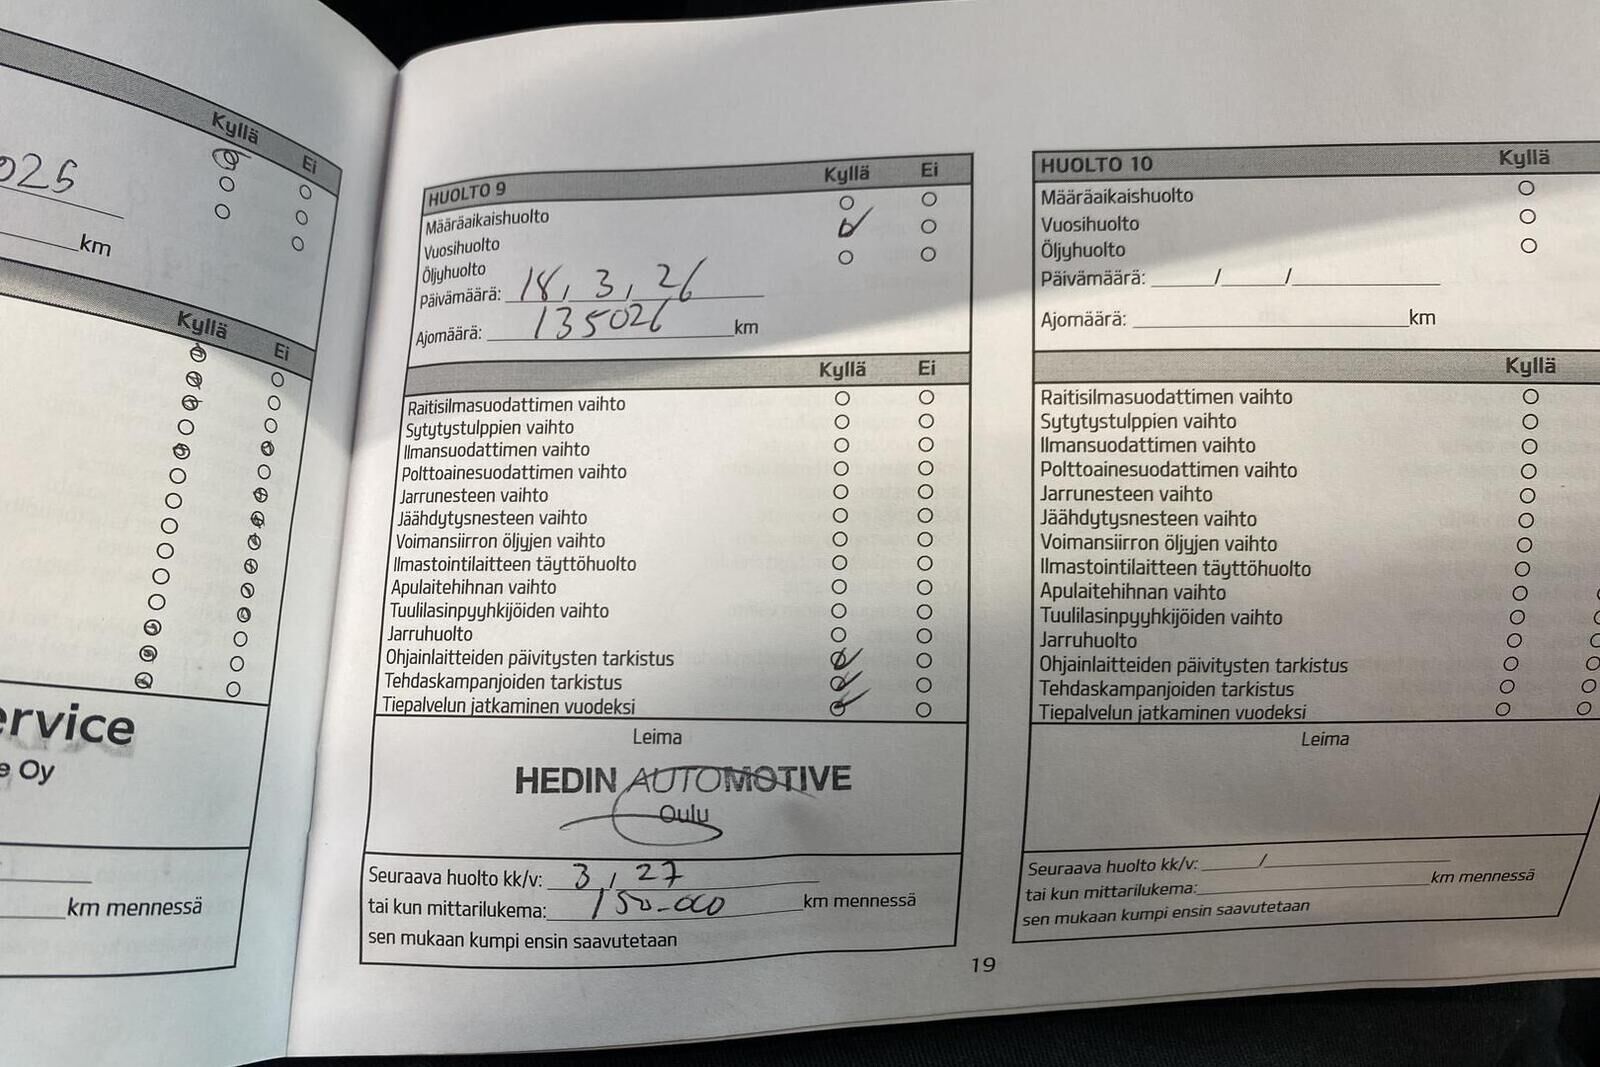 Kyllä Ei
025
km
Kyllä Ei
ervice
e Oy
km mennessä
HUOLTO 9 Kyllä Ei
Määräaikaishuolto
Vuosihuolto
Öljyhuolto
Päivämäärä: 18, 3, 26
Ajomäärä: 135026 km
Kyllä Ei
Raitisilmasuodattimen vaihto
Sytytystulppien vaihto
Ilmansuodattimen vaihto
Polttoainesuodattimen vaihto
Jarrunesteen vaihto
Jäähdytysnesteen vaihto
Voimansiirron öljyjen vaihto
Ilmastointilaitteen täyttöhuolto
Apulaitehihnan vaihto
Tuulilasinpyyhkijöiden vaihto
Jarruhuolto
Ohjainlaitteiden päivitysten tarkistus
Tehdaskampanjoiden tarkistus
Tiepalvelun jatkaminen vuodeksi
Leima
HEDIN AUTOMOTIVE
Oulu
Seuraava huolto kk/v: 3, 27
tai kun mittarilukema: 150-000 km mennessä
sen mukaan kumpi ensin saavutetaan
19
HUOLTO 10 Kyllä
Määräaikaishuolto
Vuosihuolto
Öljyhuolto
Päivämäärä: / /
Ajomäärä: km
Kyllä
Raitisilmasuodattimen vaihto
Sytytystulppien vaihto
Ilmansuodattimen vaihto
Polttoainesuodattimen vaihto
Jarrunesteen vaihto
Jäähdytysnesteen vaihto
Voimansiirron öljyjen vaihto
Ilmastointilaitteen täyttöhuolto
Apulaitehihnan vaihto
Tuulilasinpyyhkijöiden vaihto
Jarruhuolto
Ohjainlaitteiden päivitysten tarkistus
Tehdaskampanjoiden tarkistus
Tiepalvelun jatkaminen vuodeksi
Leima
Seuraava huolto kk/v: /
tai kun mittarilukema: km mennessä
sen mukaan kumpi ensin saavutetaan